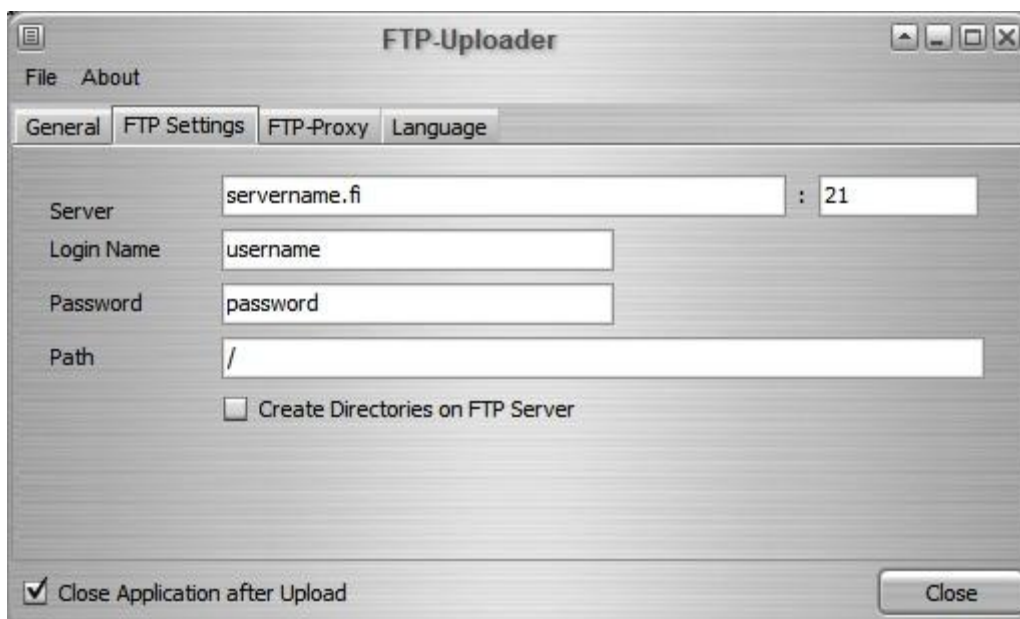 FTP-Uploader
File About
General FTP Settings FTP-Proxy Language
Server servername.fi : 21
Login Name username
Password password
Path /
Create Directories on FTP Server
Close Application after Upload Close